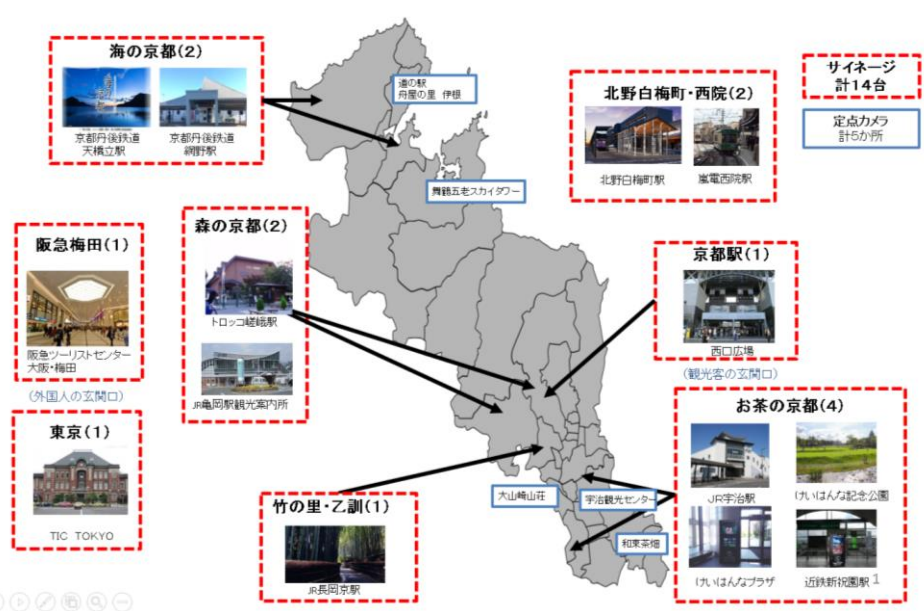 海の京都(2)
京都丹後鉄道
天橋立駅
京都丹後鉄道
網野駅
道の駅
舟屋の里 伊根
舞鶴五老スカイタワー
北野白梅町・西院(2)
北野白梅町駅
嵐電西院駅
サイネージ
計14台
定点カメラ
計5か所
阪急梅田(1)
阪急ツーリストセンター
大阪・梅田
(外国人の玄関口)
森の京都(2)
トロッコ嵯峨駅
JR亀岡駅観光案内所
京都駅(1)
西口広場
(観光客の玄関口)
東京(1)
TIC TOKYO
竹の里・乙訓(1)
JR長岡京駅
大山崎山荘
宇治観光センター
和束茶畑
お茶の京都(4)
JR宇治駅
けいはんな記念公園
けいはんなプラザ
近鉄新祝園駅
1